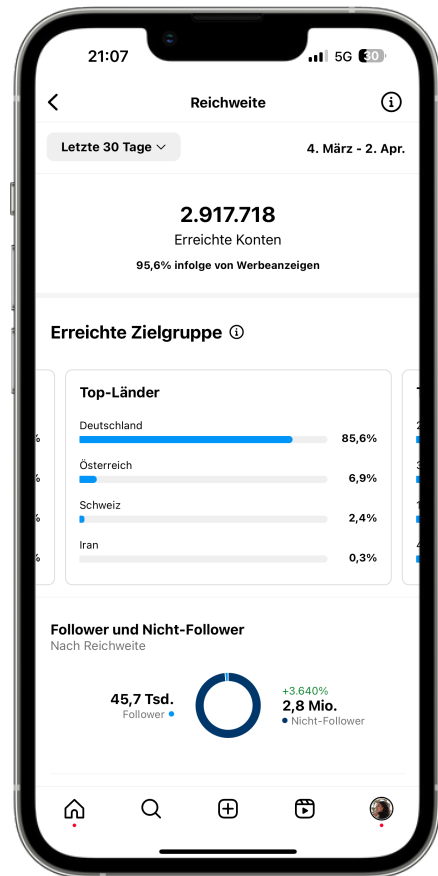 21:07
5G 30
Reichweite
Letzte 30 Tage
4. März - 2. Apr.
2.917.718
Erreichte Konten
95,6% infolge von Werbeanzeigen
Erreichte Zielgruppe
Top-Länder
Deutschland
85,6%
Österreich
6,9%
Schweiz
2,4%
Iran
0,3%
Follower und Nicht-Follower
Nach Reichweite
45,7 Tsd.
Follower
+3.640%
2,8 Mio.
Nicht-Follower